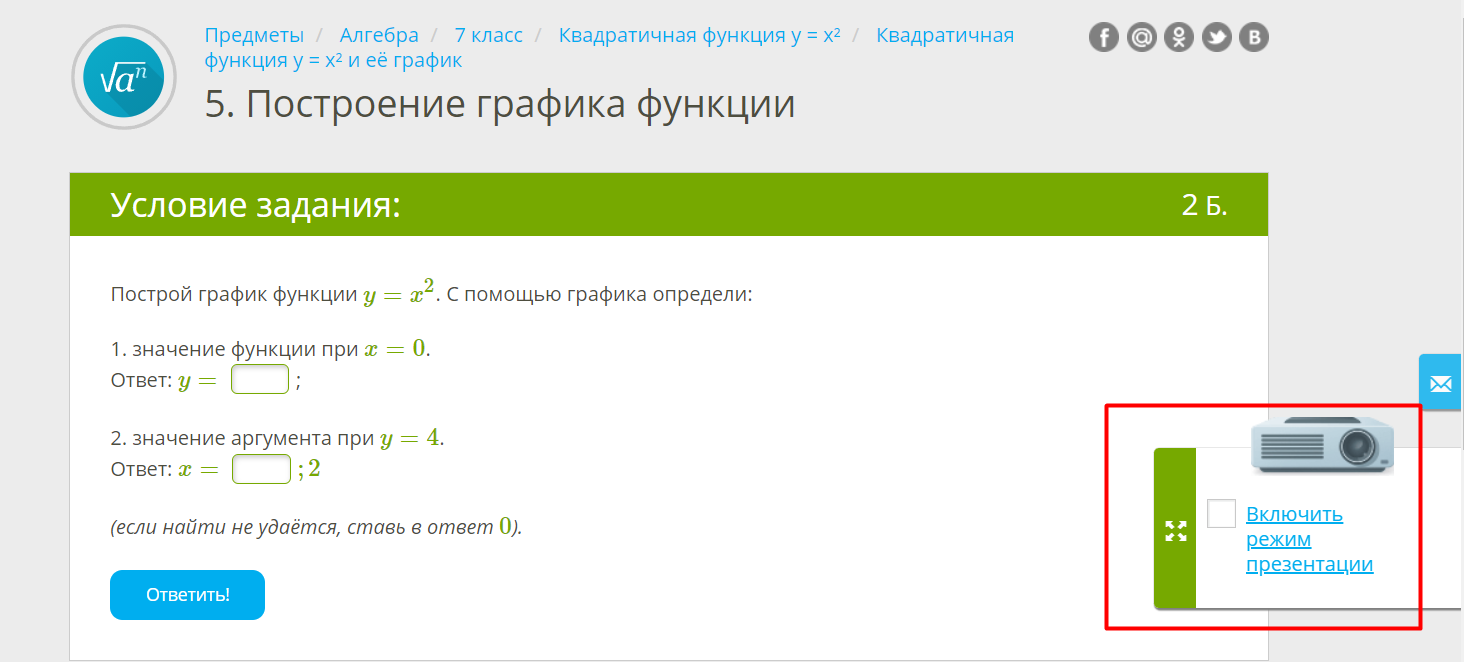 √aⁿ
Предметы / Алгебра / 7 класс / Квадратичная функция y = x² / Квадратичная
функция y = x² и её график
5. Построение графика функции
Условие задания:
2 Б.
Построй график функции y = x². С помощью графика определи:
1. значение функции при x = 0.
Ответ: y = ;
2. значение аргумента при y = 4.
Ответ: x = ; 2
(если найти не удаётся, ставь в ответ 0).
Ответить!
Включить
режим
презентации